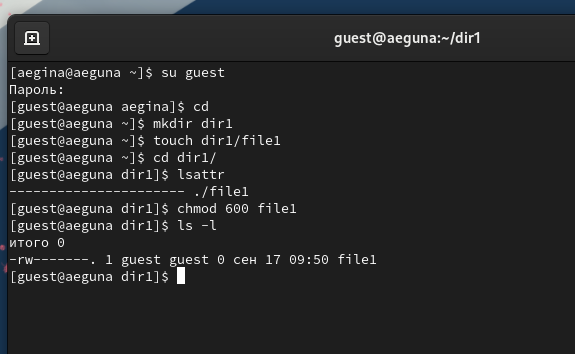 guest@aeguna:~/dir1
[aegina@aeguna ~]$ su guest
Пароль:
[guest@aeguna aegina]$ cd
[guest@aeguna ~]$ mkdir dir1
[guest@aeguna ~]$ touch dir1/file1
[guest@aeguna ~]$ cd dir1/
[guest@aeguna dir1]$ lsattr
---------------------- ./file1
[guest@aeguna dir1]$ chmod 600 file1
[guest@aeguna dir1]$ ls -l
итого 0
-rw-------. 1 guest guest 0 сен 17 09:50 file1
[guest@aeguna dir1]$